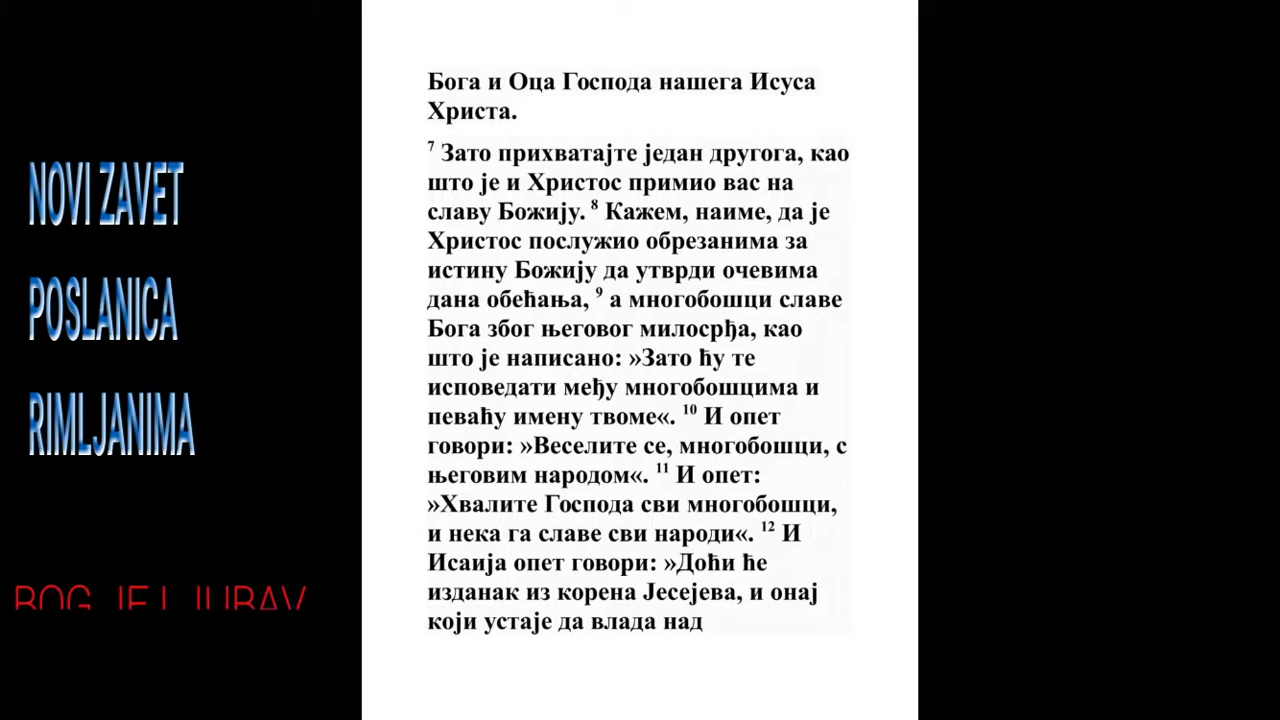 NOVI ZAVET
POSLANICA
RIMLJANIMA
BOG JE LJUBAV
Бога и Оца Господа нашега Исуса
Христа.
7 Зато прихватајте један другога, као
што је и Христос примио вас на
славу Божију. 8 Кажем, наиме, да је
Христос послужио обрезанима за
истину Божију да утврди очевима
дана обећања, 9 а многобошци славе
Бога због његовог милосрђа, као
што је написано: »Зато ћу те
исповедати међу многобошцима и
певаћу имену твоме«. 10 И опет
говори: »Веселите се, многобошци, с
његовим народом«. 11 И опет:
»Хвалите Господа сви многобошци,
и нека га славе сви народи«. 12 И
Исаија опет говори: »Доћи ће
изданак из корена Јесејева, и онај
који устаје да влада над